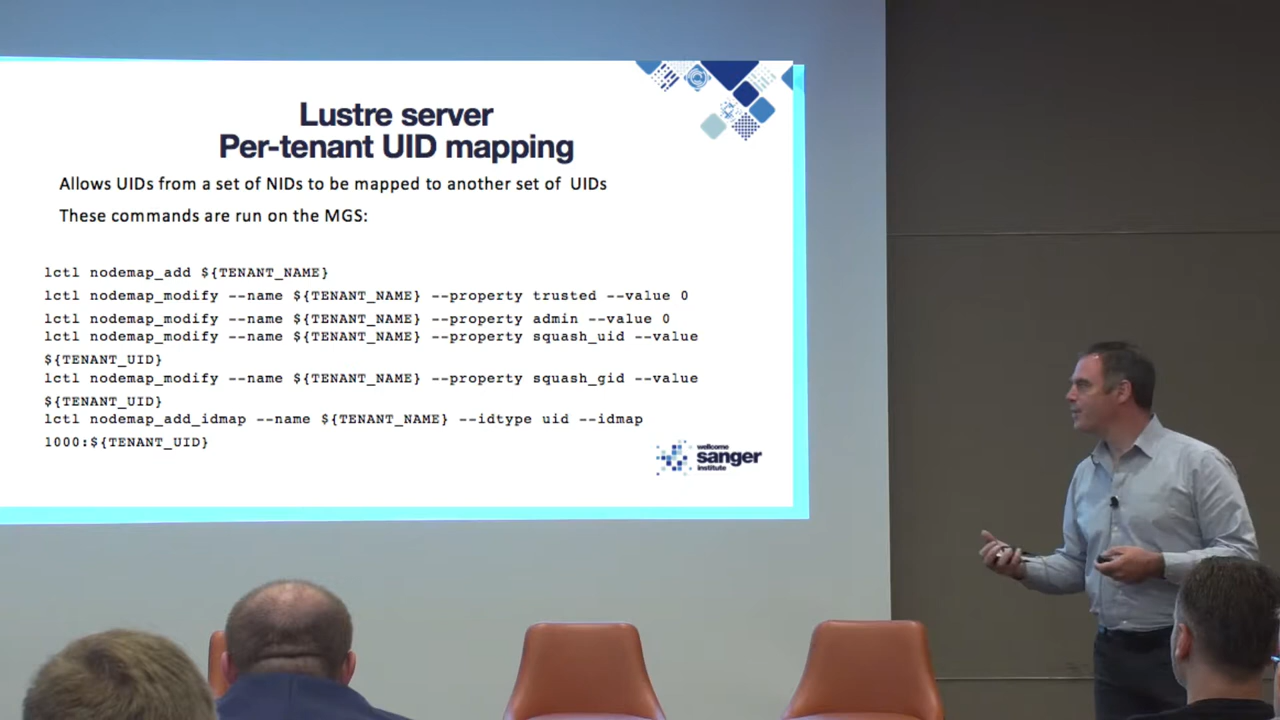 Lustre server
Per-tenant UID mapping
Allows UIDs from a set of NIDs to be mapped to another set of UIDs
These commands are run on the MGS:
lctl nodemap_add ${TENANT_NAME}
lctl nodemap_modify --name ${TENANT_NAME} --property trusted --value 0
lctl nodemap_modify --name ${TENANT_NAME} --property admin --value 0
lctl nodemap_modify --name ${TENANT_NAME} --property squash_uid --value
${TENANT_UID}
lctl nodemap_modify --name ${TENANT_NAME} --property squash_gid --value
${TENANT_UID}
lctl nodemap_add_idmap --name ${TENANT_NAME} --idtype uid --idmap
1000:${TENANT_UID}
wellcome
sanger
institute